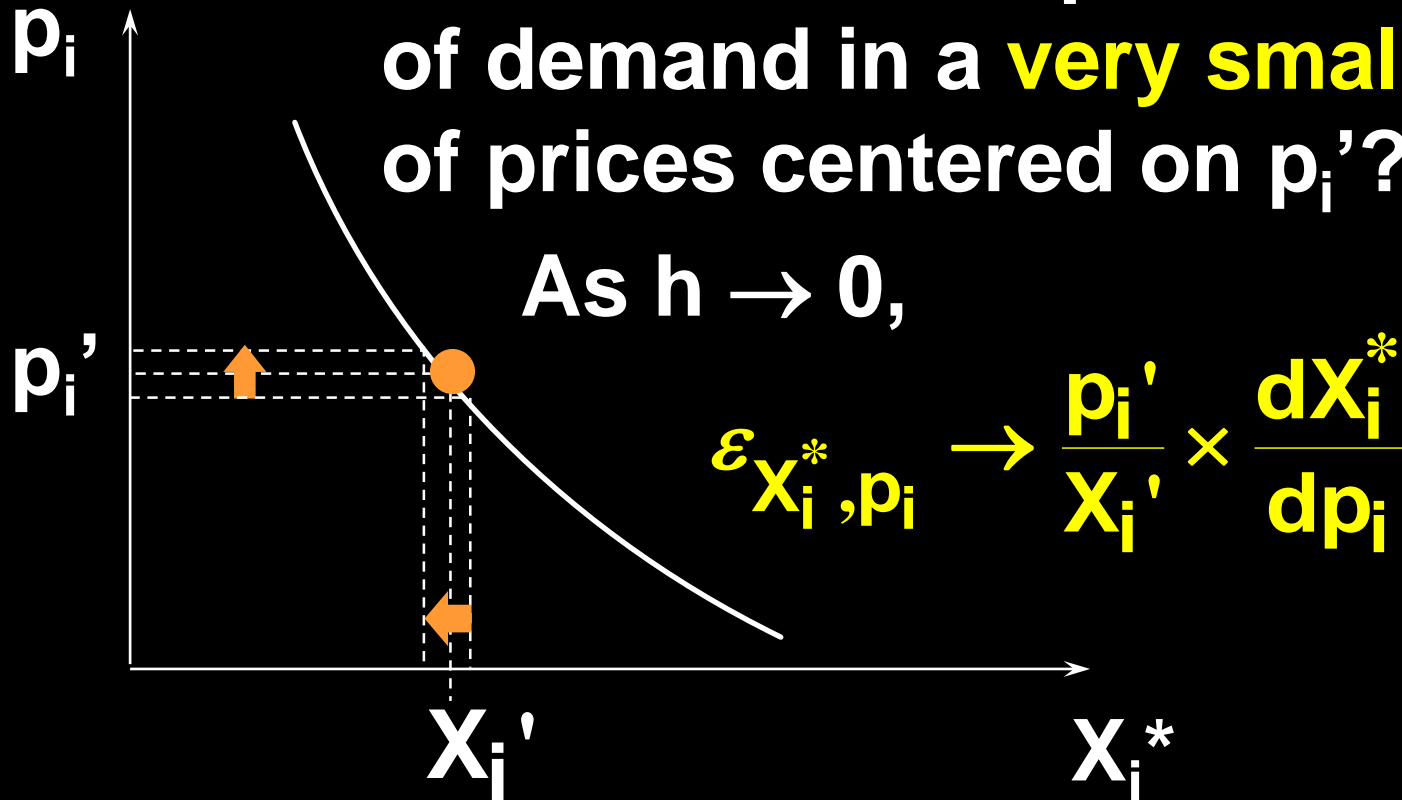 pᵢ
of demand in a very smal
of prices centered on pᵢ’?
As h → 0,
pᵢ’
ε Xᵢ*,pᵢ → pᵢ'/Xᵢ' × dXᵢ*/dpᵢ
Xᵢ'
Xᵢ*